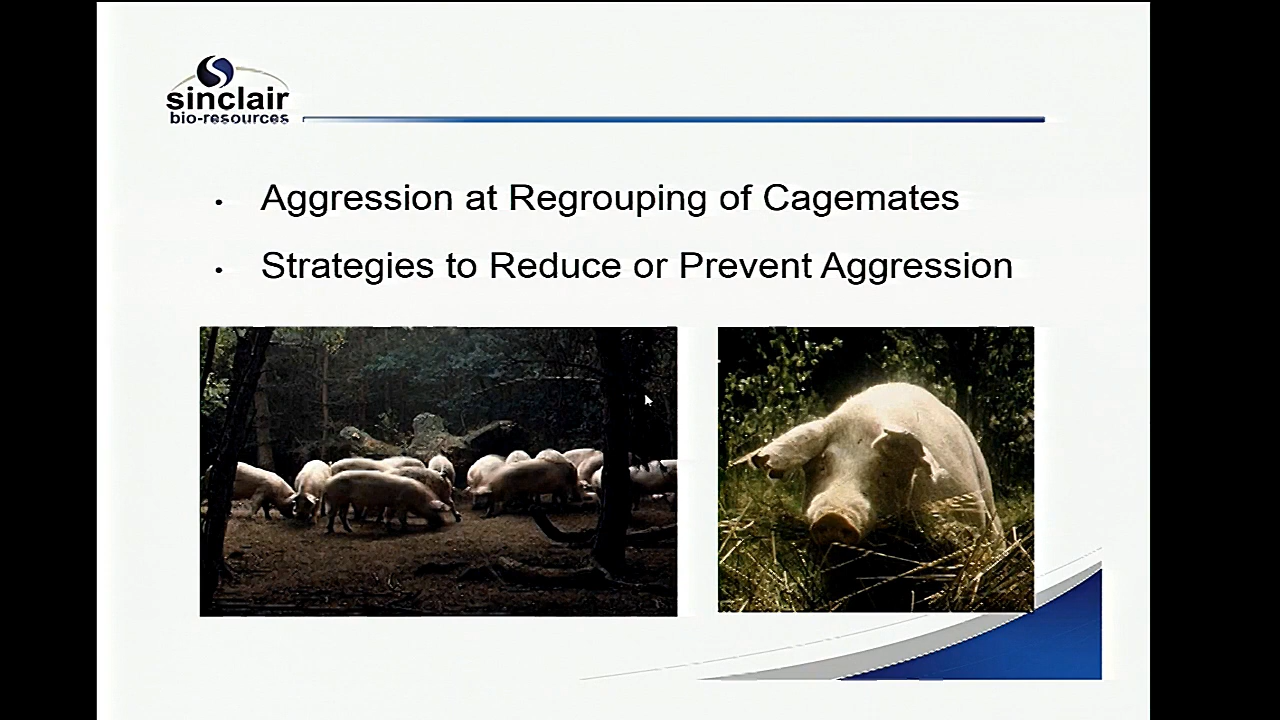 sinclair
bio-resources
• Aggression at Regrouping of Cagemates
• Strategies to Reduce or Prevent Aggression